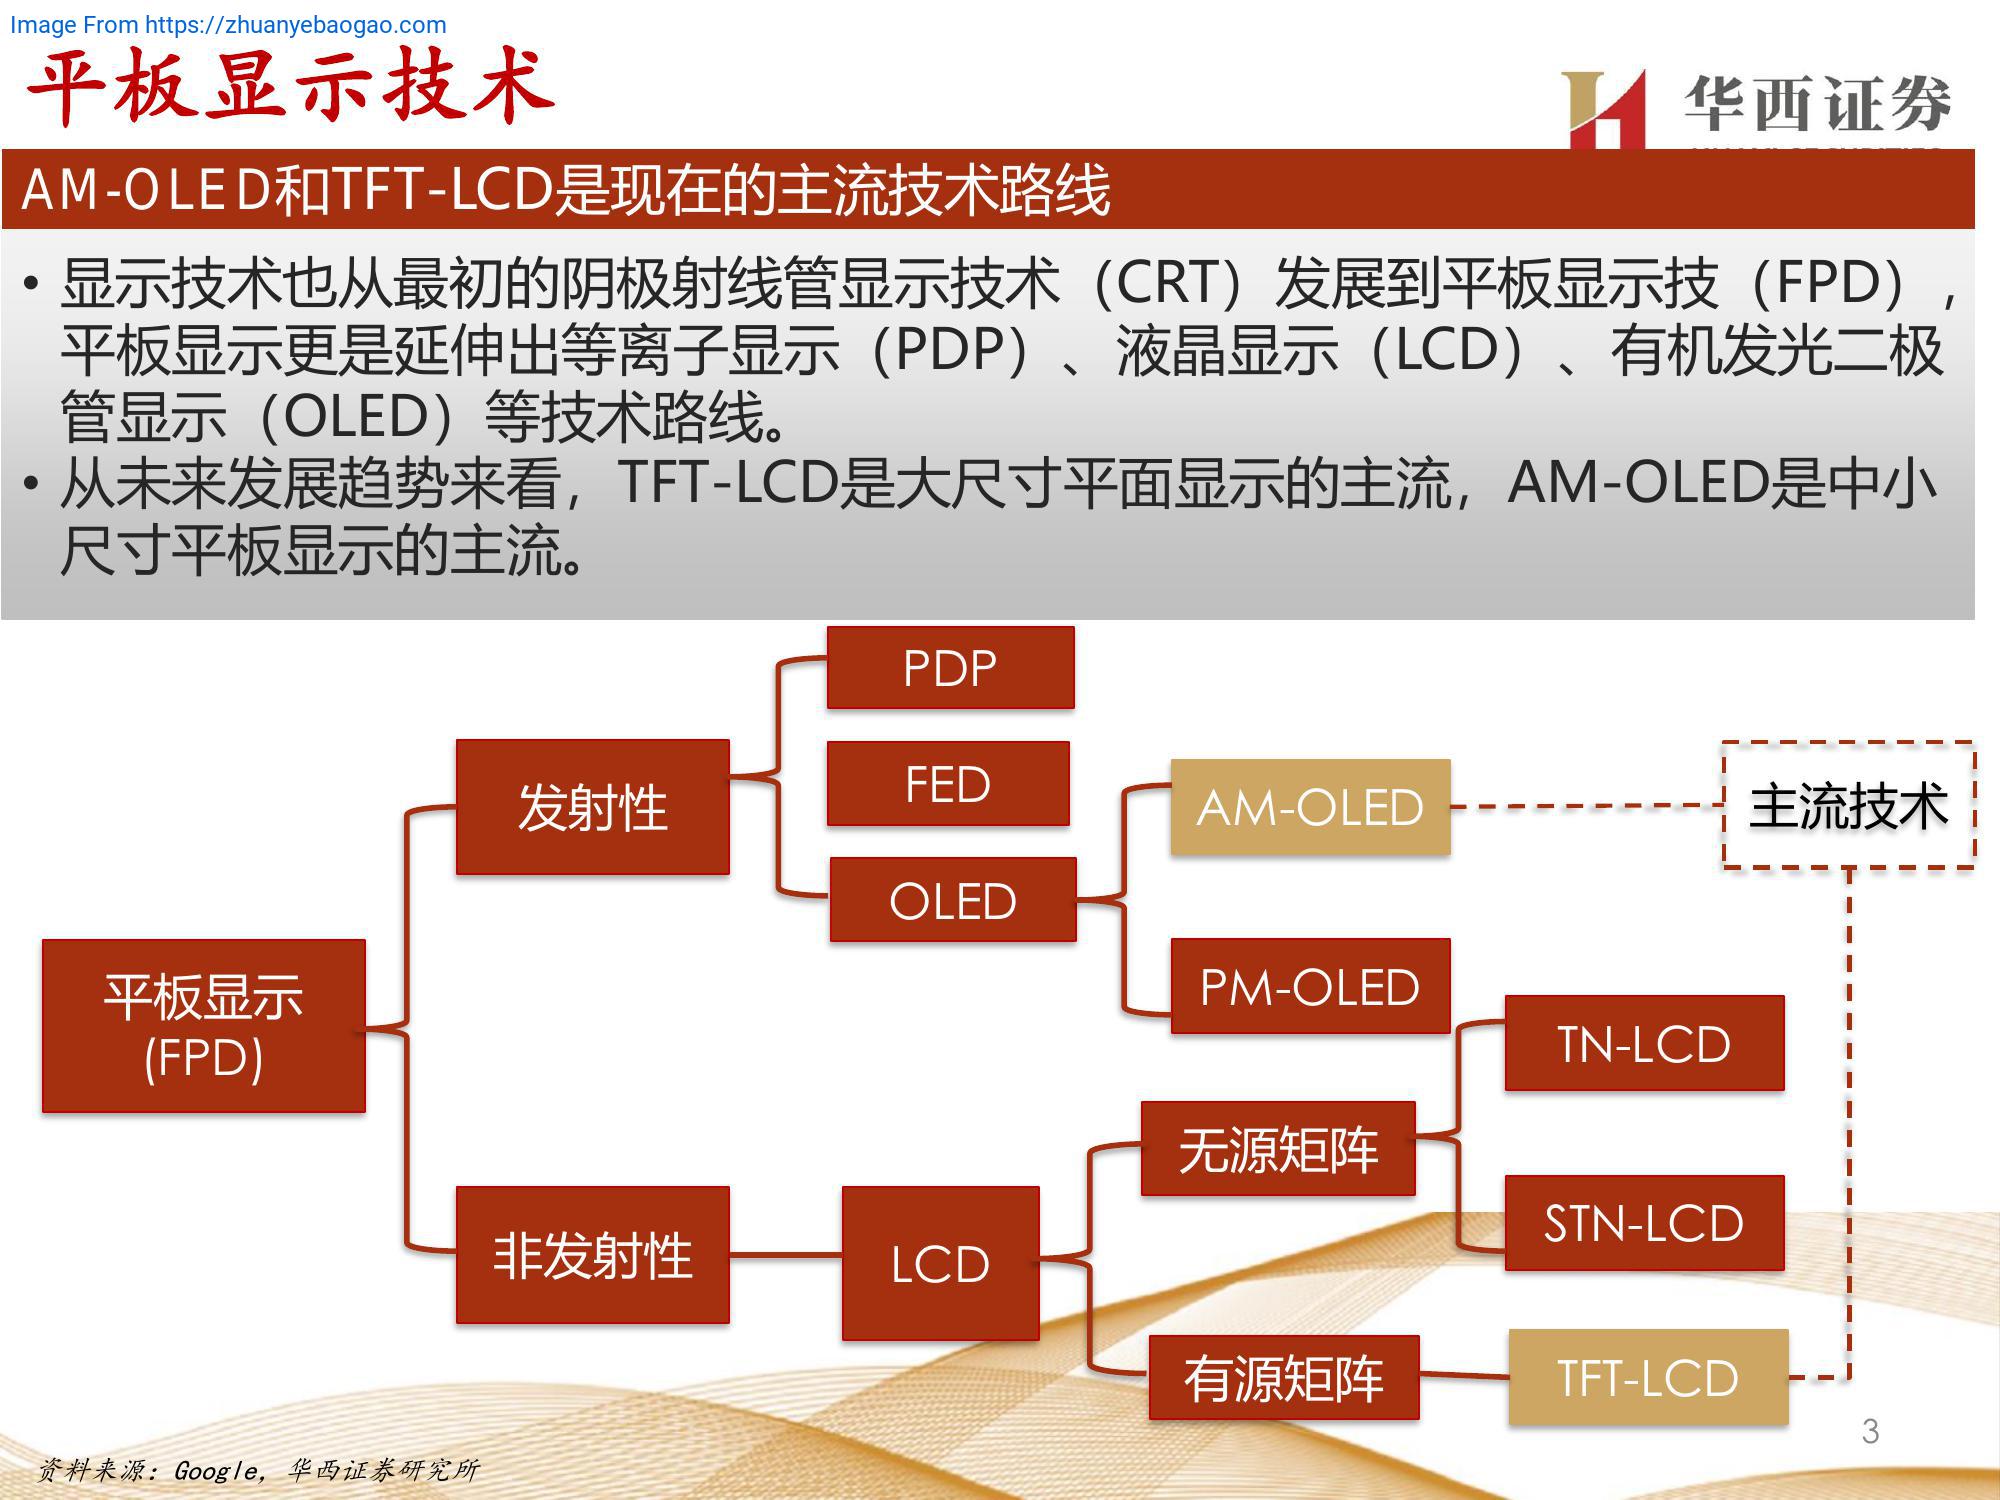 Image From https://zhuanyebaogao.com
平板显示技术
华西证券
AM-OLED和TFT-LCD是现在的主流技术路线
• 显示技术也从最初的阴极射线管显示技术（CRT）发展到平板显示技（FPD），
平板显示更是延伸出等离子显示（PDP）、液晶显示（LCD）、有机发光二极
管显示（OLED）等技术路线。
• 从未来发展趋势来看，TFT-LCD是大尺寸平面显示的主流，AM-OLED是中小
尺寸平板显示的主流。
PDP
发射性
FED
AM-OLED
主流技术
OLED
平板显示
(FPD)
PM-OLED
TN-LCD
无源矩阵
STN-LCD
非发射性
LCD
有源矩阵
TFT-LCD
3
资料来源：Google，华西证券研究所